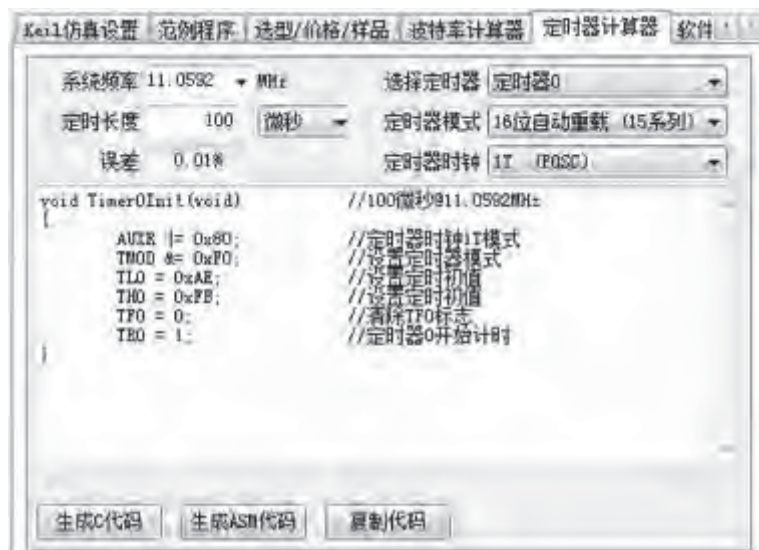 Keil仿真设置 范例程序 选型/价格/样品 波特率计算器 定时器计算器 软件
系统频率 11.0592 MHz 选择定时器 定时器0
定时长度 100 微秒 定时器模式 16位自动重载 (15系列)
误差 0.01% 定时器时钟 1T (FOSC)
void Timer0Init(void) //100微秒@11.0592MHz
{
AUXR |= 0x80; //定时器时钟1T模式
TMOD &= 0xF0; //设置定时器模式
TL0 = 0xAE; //设置定时初值
TH0 = 0xFB; //设置定时初值
TF0 = 0; //清除TF0标志
TR0 = 1; //定时器0开始计时
}
生成C代码 生成ASM代码 复制代码